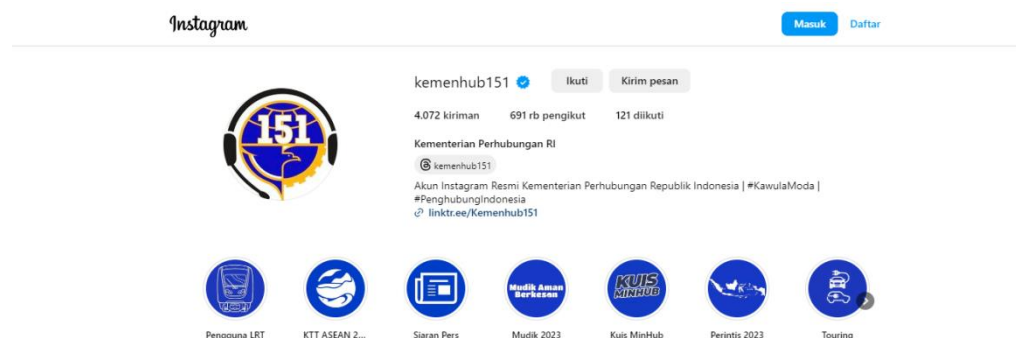 Instagram
Masuk
Daftar
kemenhub151
Ikuti
Kirim pesan
4.072 kiriman
691 rb pengikut
121 diikuti
151
Kementerian Perhubungan RI
kemenhub151
Akun Instagram Resmi Kementerian Perhubungan Republik Indonesia | #KawulaModa |
#PenghubungIndonesia
linktr.ee/Kemenhub151
Mudik Aman
Berkesan
KUIS
MINHUB
Pengguna LRT
KTT ASEAN 2...
Siaran Pers
Mudik 2023
Kuis MinHub
Perintis 2023
Touring